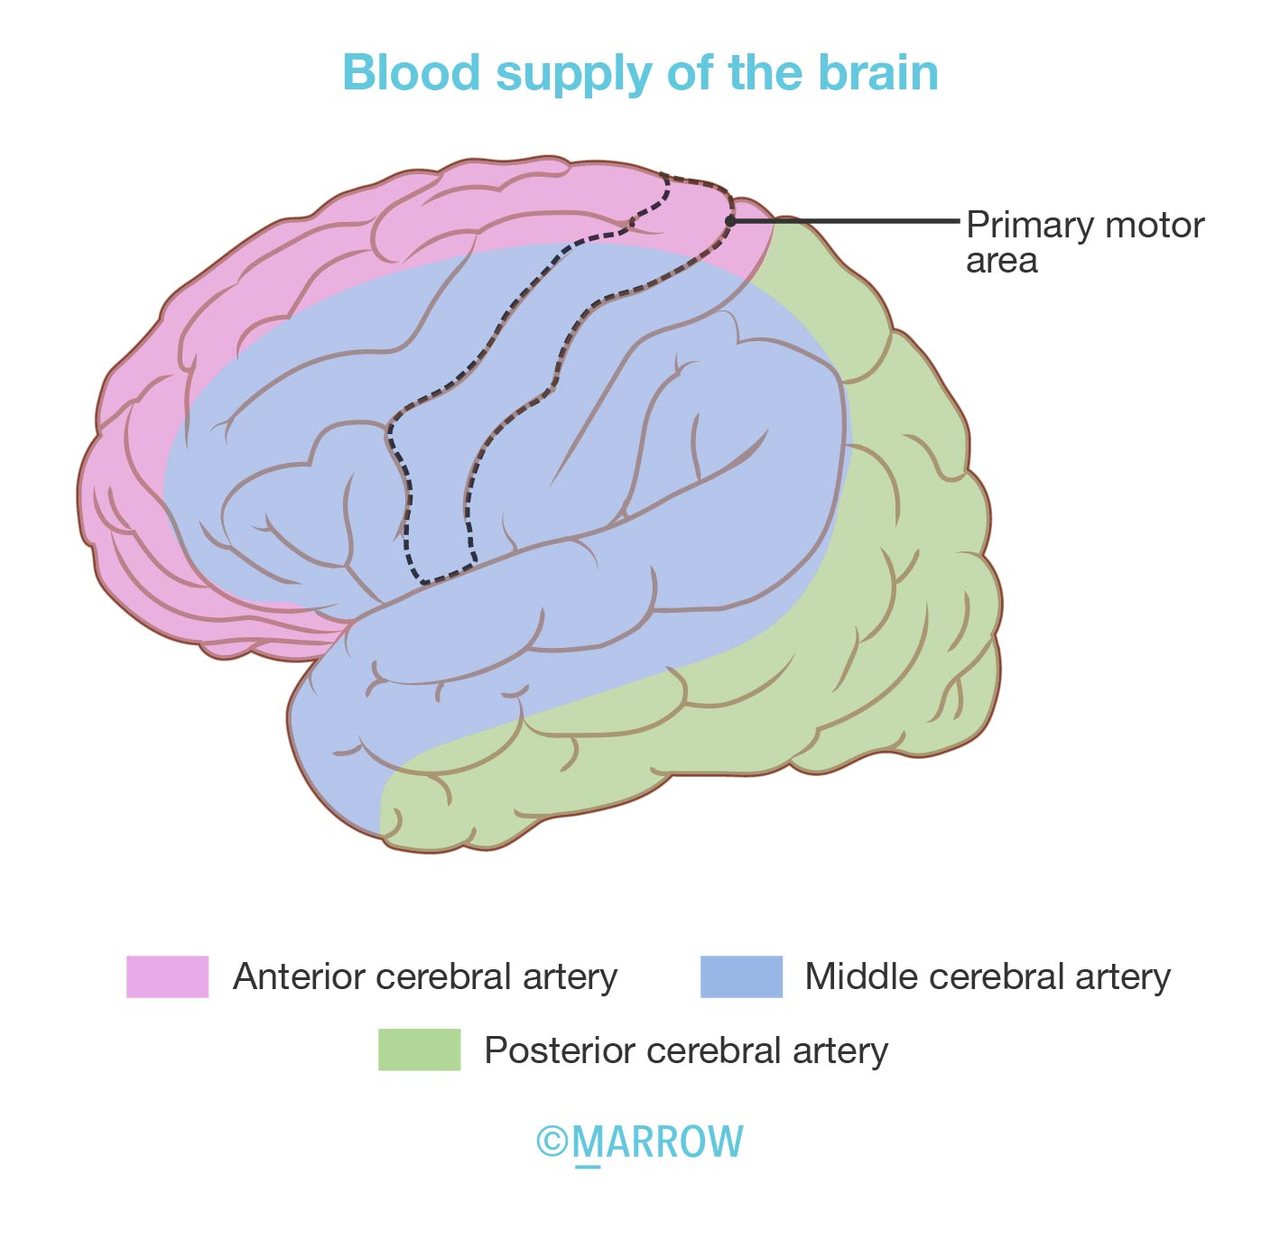 Blood supply of the brain
Primary motor
area
Anterior cerebral artery
Middle cerebral artery
Posterior cerebral artery
©MARROW